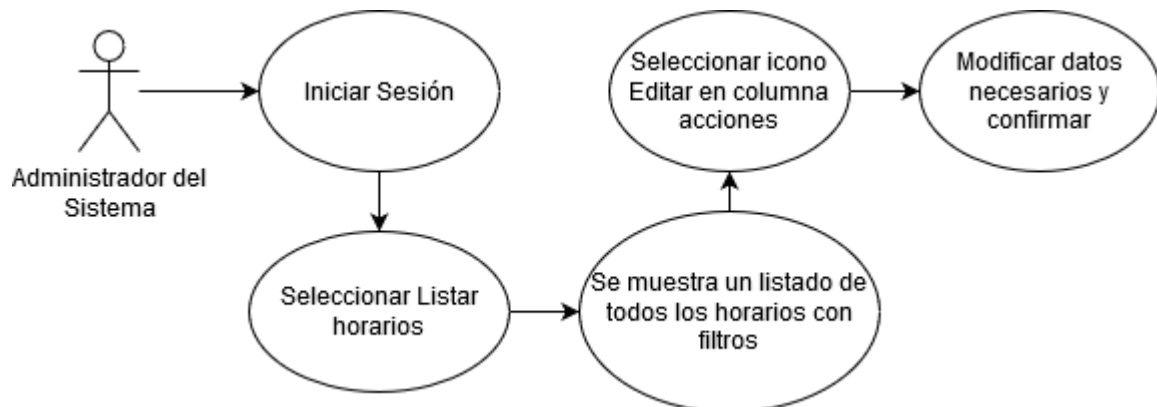 Administrador del
Sistema
Iniciar Sesión
Seleccionar Listar
horarios
Se muestra un listado de
todos los horarios con
filtros
Seleccionar icono
Editar en columna
acciones
Modificar datos
necesarios y
confirmar